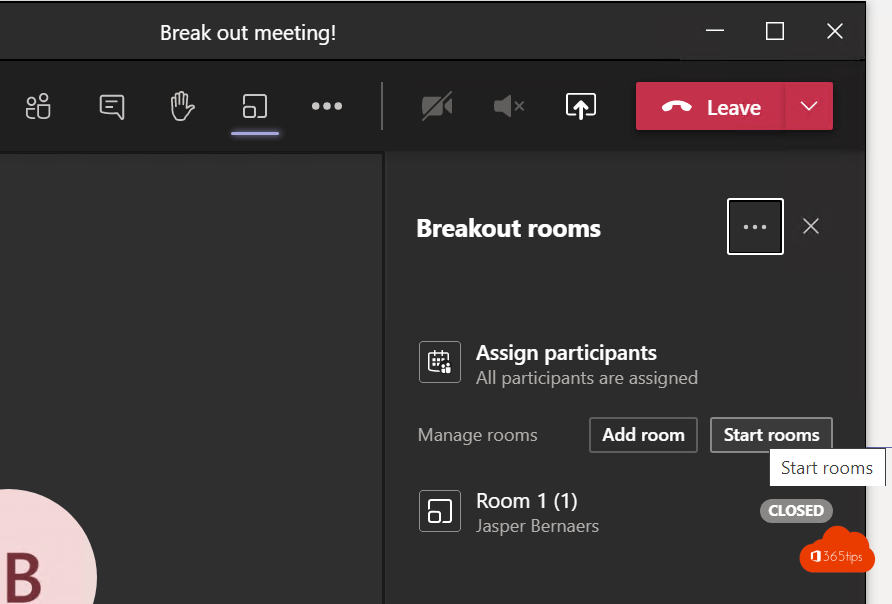 Break out meeting!
Leave
Breakout rooms
Assign participants
All participants are assigned
Manage rooms
Add room
Start rooms
Start rooms
Room 1 (1)
Jasper Bernaers
CLOSED
365tips
B